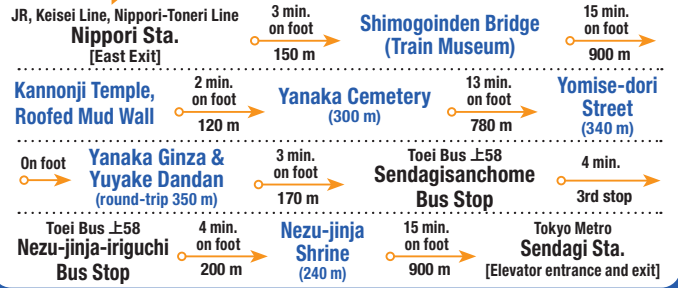 JR, Keisei Line, Nippori-Toneri Line
Nippori Sta.
[East Exit]
3 min.
on foot
150 m
Shimogoinden Bridge
(Train Museum)
15 min.
on foot
900 m
Kannonji Temple,
Roofed Mud Wall
2 min.
on foot
120 m
Yanaka Cemetery
(300 m)
13 min.
on foot
780 m
Yomise-dori
Street
(340 m)
On foot
Yanaka Ginza &
Yuyake Dandan
(round-trip 350 m)
3 min.
on foot
170 m
Toei Bus 上58
Sendagisanchome
Bus Stop
4 min.
3rd stop
Toei Bus 上58
Nezu-jinja-iriguchi
Bus Stop
4 min.
on foot
200 m
Nezu-jinja
Shrine
(240 m)
15 min.
on foot
900 m
Tokyo Metro
Sendagi Sta.
[Elevator entrance and exit]